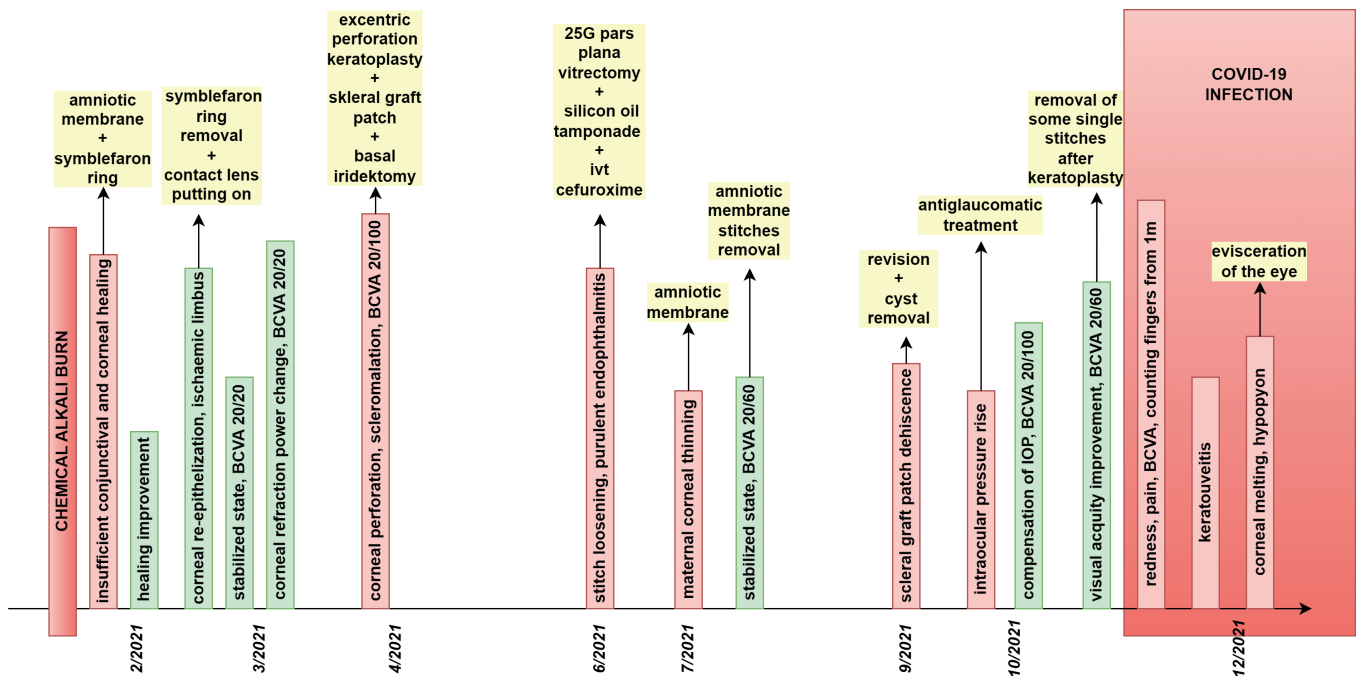 CHEMICAL ALKALI BURN
amniotic
membrane
+
symblefaron
ring
insufficient conjunctival and corneal healing
healing improvement
2/2021
symblefaron
ring
removal
+
contact lens
putting on
corneal re-epithelization, ischaemic limbus
stabilized state, BCVA 20/20
corneal refraction power change, BCVA 20/20
3/2021
excentric
perforation
keratoplasty
+
skleral graft
patch
+
basal
iridektomy
corneal perforation, scleromalation, BCVA 20/100
4/2021
25G pars
plana
vitrectomy
+
silicon oil
tamponade
+
ivt
cefuroxime
stitch loosening, purulent endophthalmitis
6/2021
amniotic
membrane
maternal corneal thinning
7/2021
amniotic
membrane
stitches
removal
stabilized state, BCVA 20/60
revision
+
cyst
removal
scleral graft patch dehiscence
9/2021
antiglaucomatic
treatment
intraocular pressure rise
compensation of IOP, BCVA 20/100
10/2021
removal of
some single
stitches
after
keratoplasty
visual acquity improvement, BCVA 20/60
COVID-19
INFECTION
redness, pain, BCVA, counting fingers from 1m
keratouveitis
evisceration
of the eye
corneal melting, hypopyon
12/2021